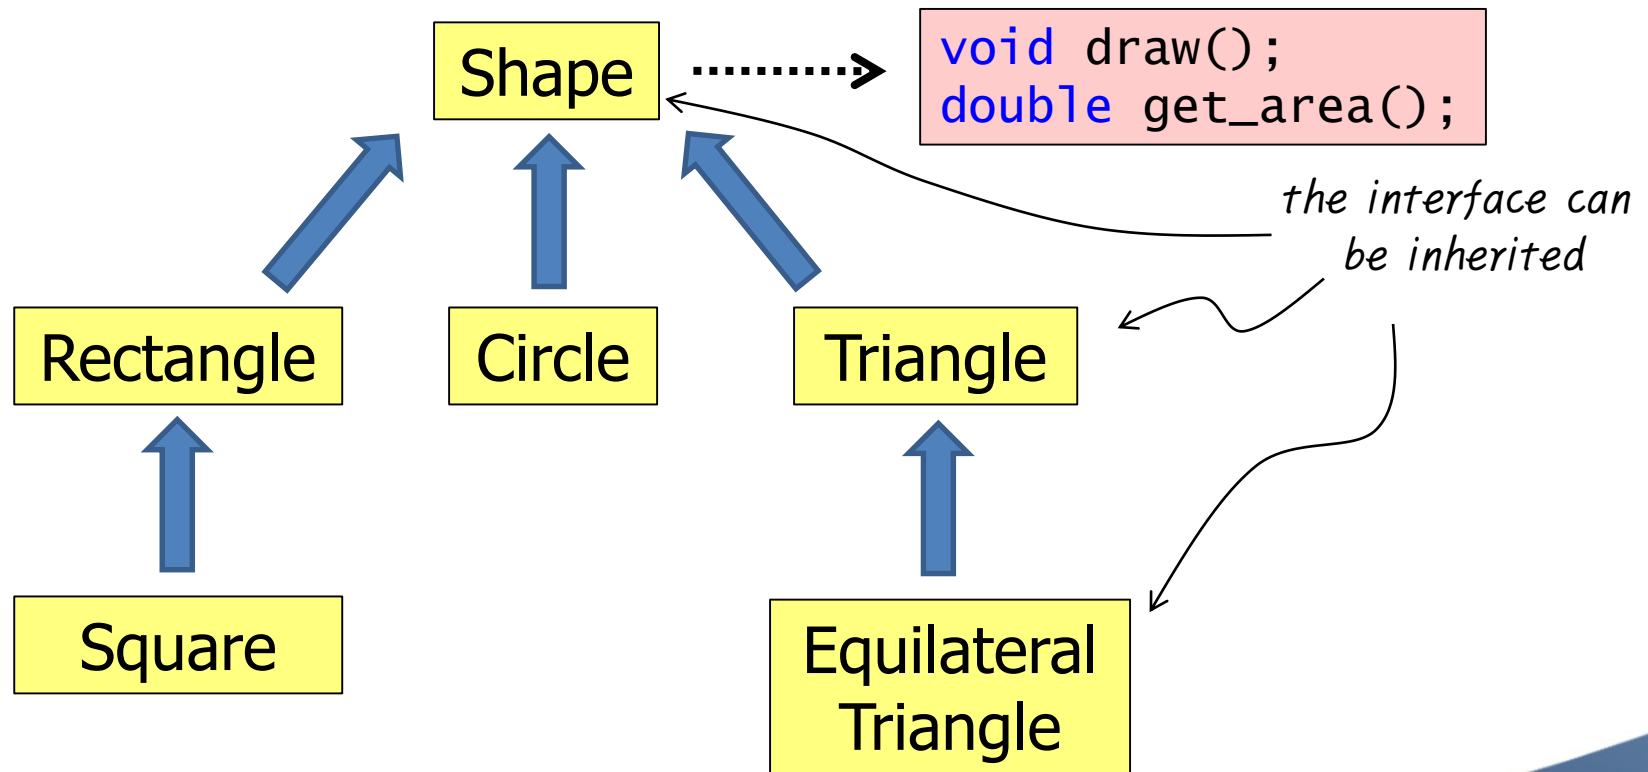 Shape
void draw();
double get_area();
the interface can
be inherited
Rectangle
Circle
Triangle
Square
Equilateral
Triangle